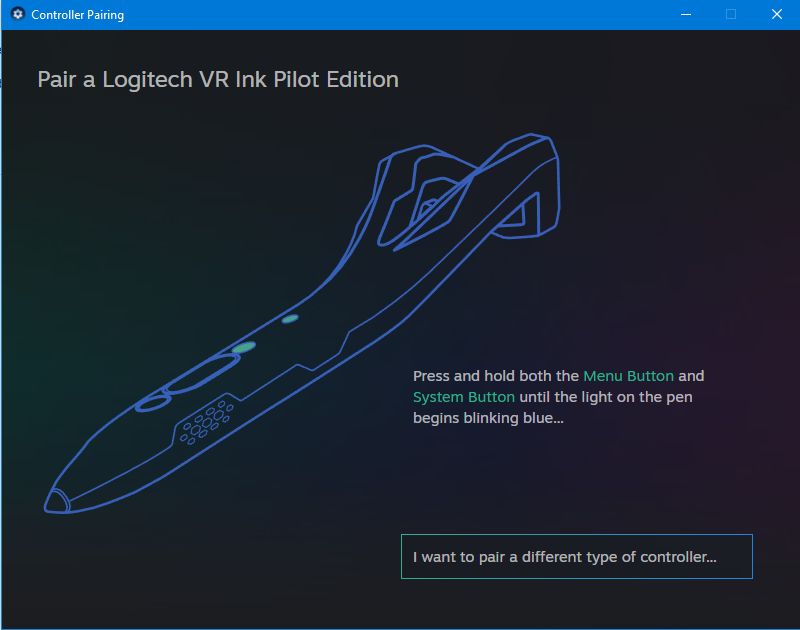 Controller Pairing
Pair a Logitech VR Ink Pilot Edition
Press and hold both the Menu Button and
System Button until the light on the pen
begins blinking blue...
I want to pair a different type of controller...